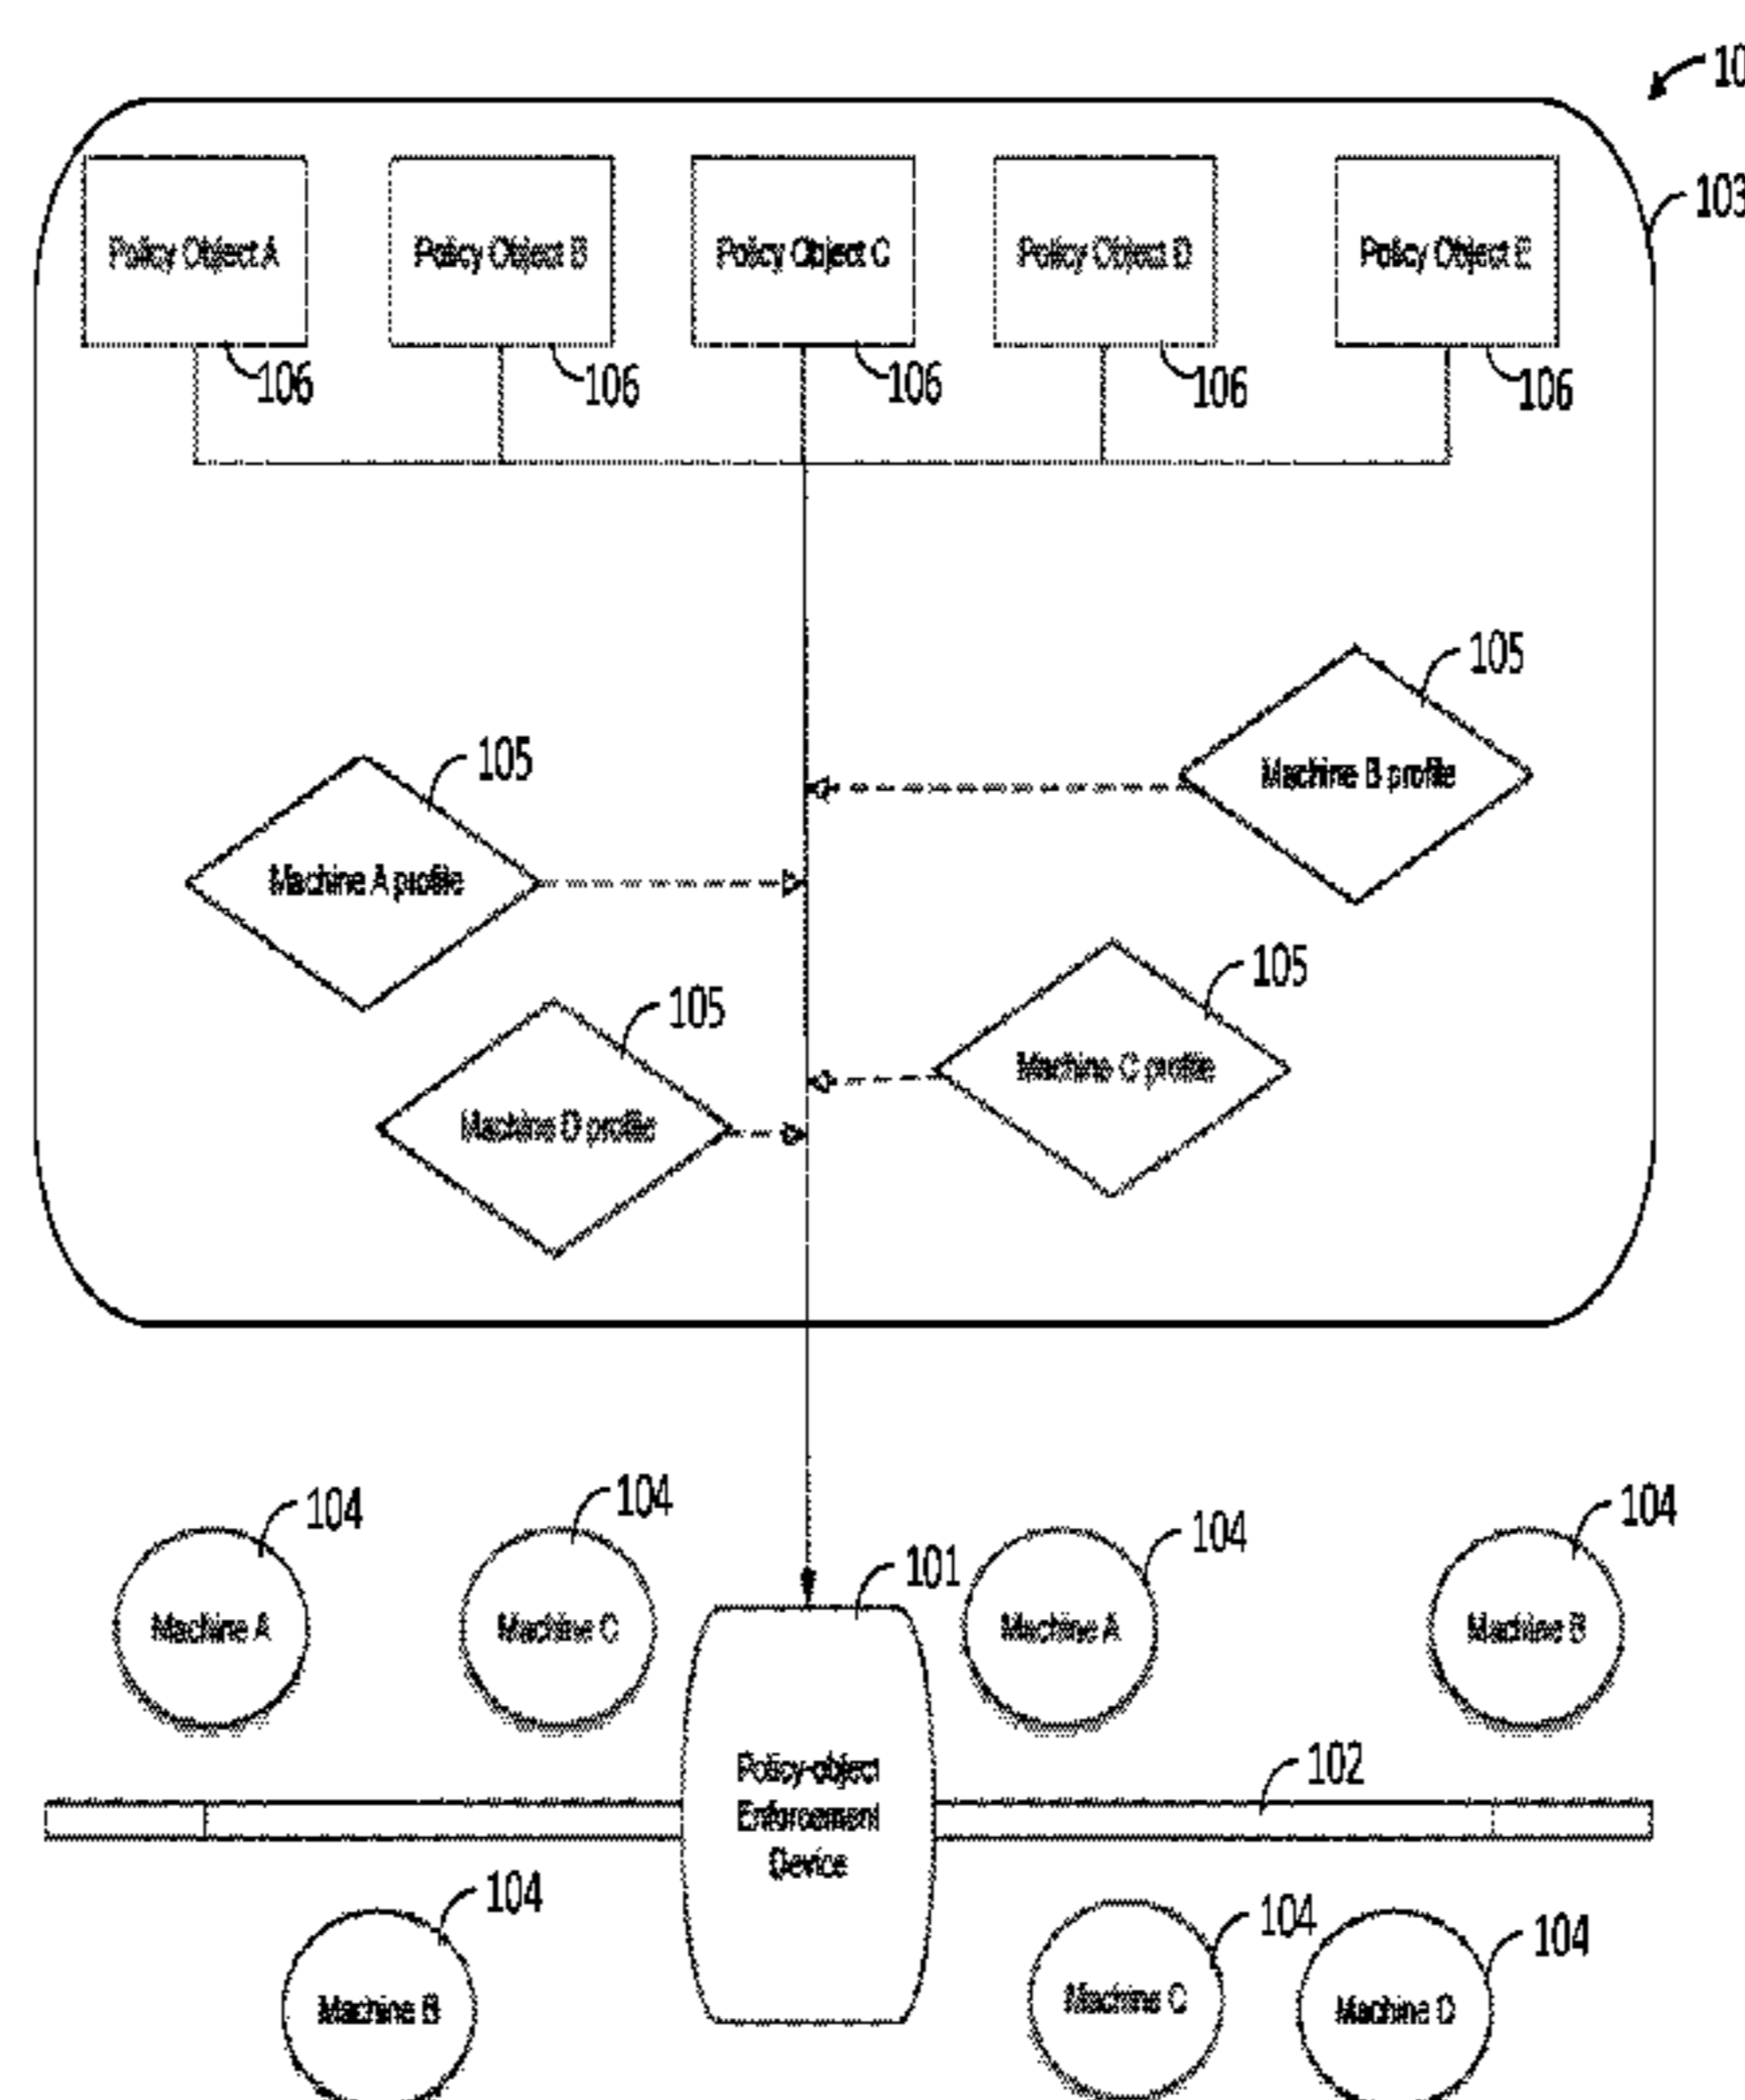 10
103
Policy Object A
Policy Object B
Policy Object C
Policy Object D
Policy Object E
106
106
106
106
106
105
Machine B profile
105
Machine A profile
105
Machine C profile
105
Machine D profile
104
104
104
104
101
Machine A
Machine C
Machine A
Machine B
102
Policy-object
Enforcement
Device
104
104
104
Machine B
Machine C
Machine D